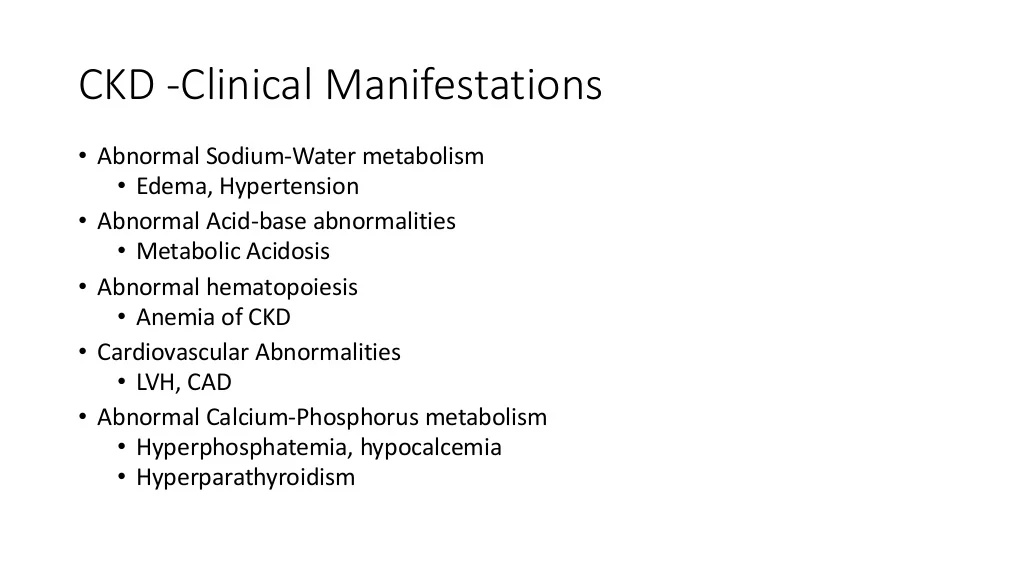 CKD -Clinical Manifestations
• Abnormal Sodium-Water metabolism
• Edema, Hypertension
• Abnormal Acid-base abnormalities
• Metabolic Acidosis
• Abnormal hematopoiesis
• Anemia of CKD
• Cardiovascular Abnormalities
• LVH, CAD
• Abnormal Calcium-Phosphorus metabolism
• Hyperphosphatemia, hypocalcemia
• Hyperparathyroidism